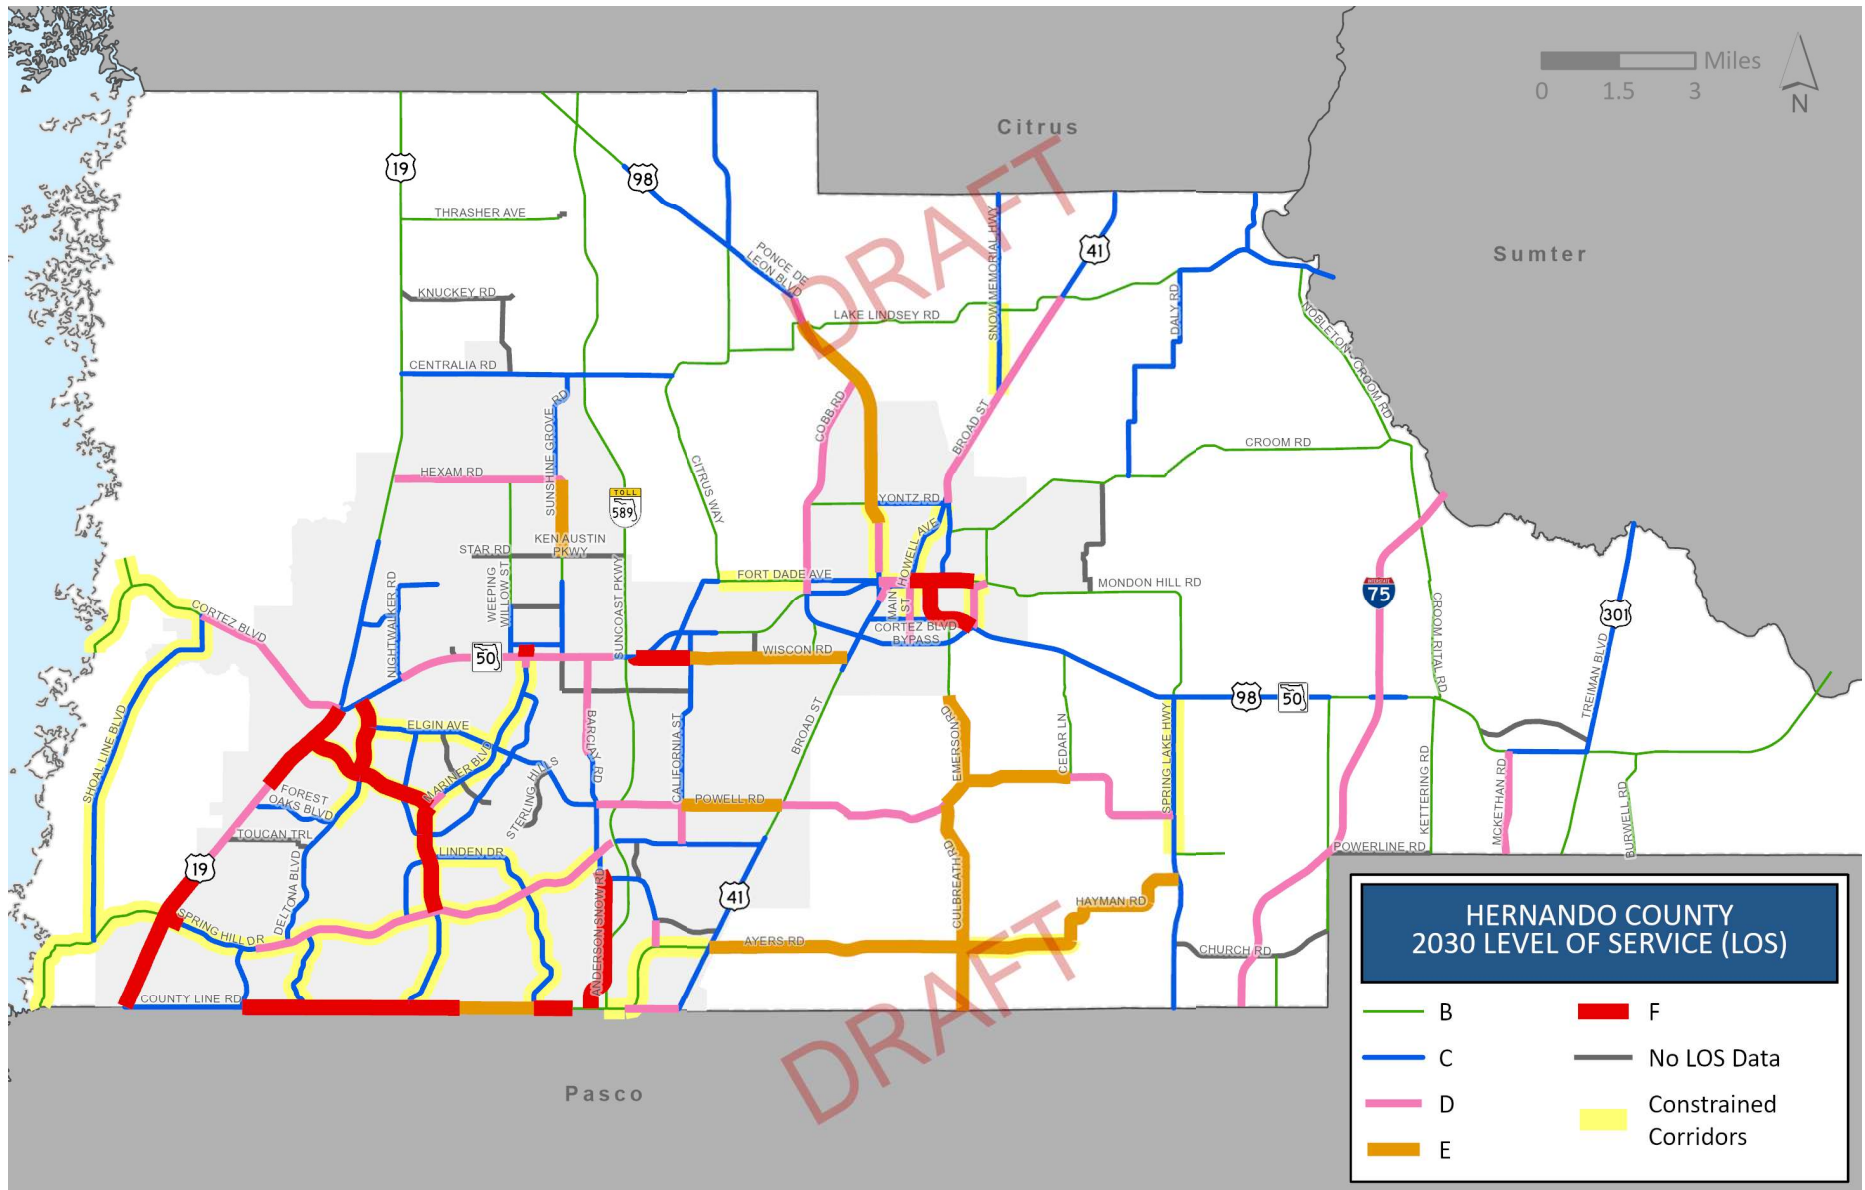 Miles
0 1.5 3
N
Citrus
DRAFT
Sumter
19
98
THRASHER AVE
PONCE DE
LEON BLVD
SNOW MEMORIAL HWY
41
KNUCKEY RD
LAKE LINDSEY RD
DALY RD
NOBLETON - CROOM RD
CENTRALIA RD
SUNSHINE GROVE RD
COBB RD
BROAD ST
CROOM RD
HEXAM RD
CITRUS WAY
TOLL
589
YONTZ RD
HOWELL AVE
KEN AUSTIN
PKWY
STAR RD
WEEPING
WILLOW ST
SUNCOAST PKWY
FORT DADE AVE
MONDON HILL RD
INTERSTATE
75
CROOM RITAL RD
301
NIGHTWALKER RD
CORTEZ BLVD
MAIN
ST
CORTEZ BLVD
BYPASS
WISCON RD
50
98
50
TREIMAN BLVD
SHOAL LINE BLVD
ELGIN AVE
BARCLAY RD
CALIFORNIA ST
BROAD ST
EMERSON RD
CEDAR LN
SPRING LAKE HWY
KETTERING RD
MCKETHAN RD
BURWELL RD
MARINER BLVD
STERLING HILLS
FOREST
OAKS BLVD
POWELL RD
TOUCAN TRL
LINDEN DR
POWERLINE RD
19
DELTONA BLVD
ANDERSON SNOW RD
41
CULBREATH RD
HAYMAN RD
SPRING HILL DR
AYERS RD
CHURCH RD
COUNTY LINE RD
DRAFT
Pasco
HERNANDO COUNTY
2030 LEVEL OF SERVICE (LOS)
B
C
D
E
F
No LOS Data
Constrained
Corridors